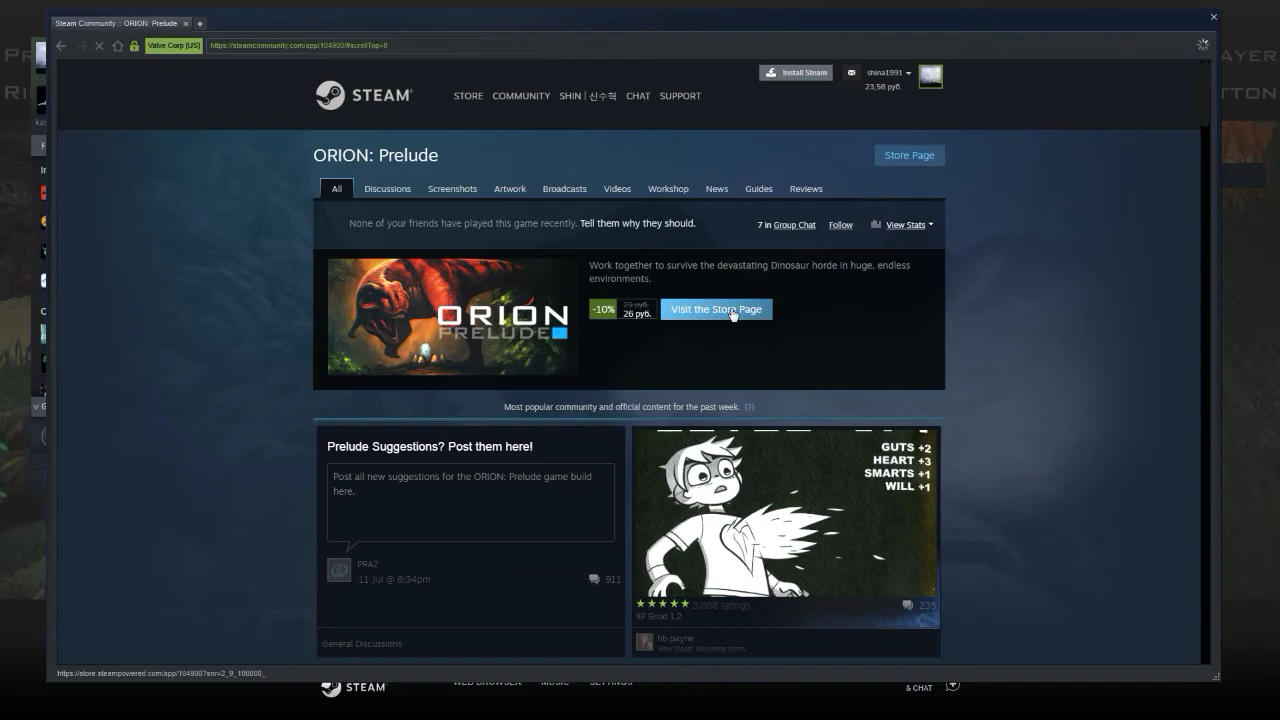 Steam Community :: ORION: Prelude
Valve Corp [US]
https://steamcommunity.com/app/104900/#scrollTop=0
Install Steam
shina1991
23,58 руб.
STEAM®
STORE COMMUNITY SHIN | 신수혁 CHAT SUPPORT
ORION: Prelude
Store Page
All Discussions Screenshots Artwork Broadcasts Videos Workshop News Guides Reviews
None of your friends have played this game recently. Tell them why they should.
7 in Group Chat Follow View Stats
Work together to survive the devastating Dinosaur horde in huge, endless
environments.
ORION
PRELUDE
-10% 29 руб.
26 руб.
Visit the Store Page
Most popular community and official content for the past week. (?)
Prelude Suggestions? Post them here!
Post all new suggestions for the ORION: Prelude game build
here.
PRAZ
11 Jul @ 8:34pm
911
General Discussions
GUTS +2
HEART +3
SMARTS +1
WILL +1
3,066 ratings
235
XP Grind 1.2
hb payne
View Steam Workshop items
https://store.steampowered.com/app/104900?snr=2_9_100000_
STEAM
WEB BROWSER MUSIC SETTINGS
& CHAT